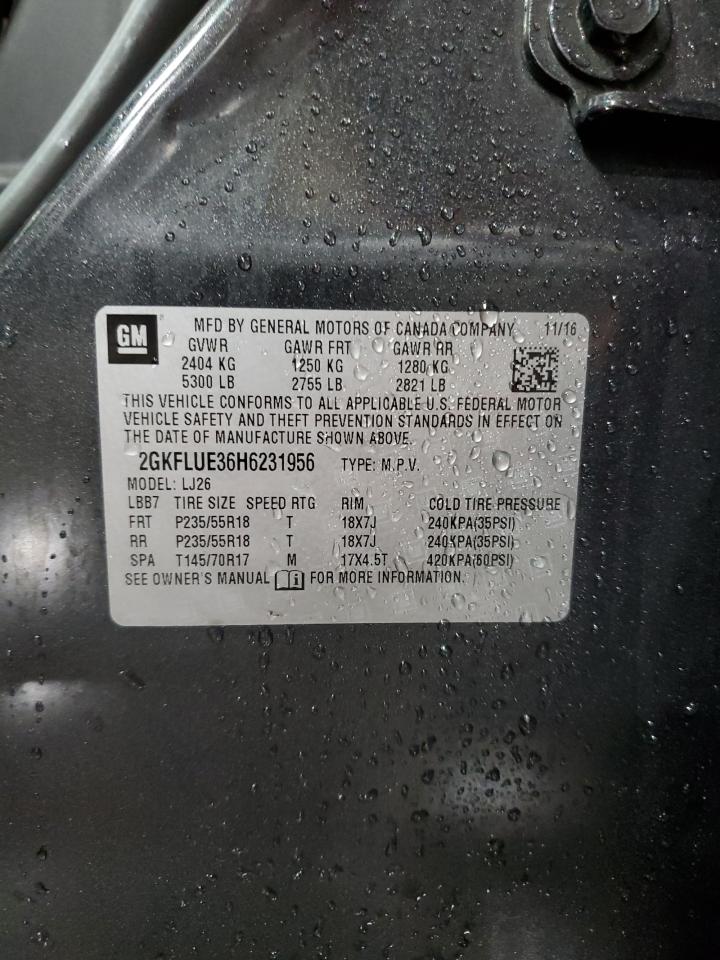 GM
MFD BY GENERAL MOTORS OF CANADA COMPANY 11/16
GVWR GAWR FRT GAWR RR
2404 KG 1250 KG 1280 KG
5300 LB 2755 LB 2821 LB
THIS VEHICLE CONFORMS TO ALL APPLICABLE U.S. FEDERAL MOTOR
VEHICLE SAFETY AND THEFT PREVENTION STANDARDS IN EFFECT ON
THE DATE OF MANUFACTURE SHOWN ABOVE.
2GKFLUE36H6231956 TYPE: M.P.V.
MODEL: LJ26
LBB7 TIRE SIZE SPEED RTG RIM COLD TIRE PRESSURE
FRT P235/55R18 T 18X7J 240KPA(35PSI)
RR P235/55R18 T 18X7J 240KPA(35PSI)
SPA T145/70R17 M 17X4.5T 420KPA(60PSI)
SEE OWNER'S MANUAL FOR MORE INFORMATION.